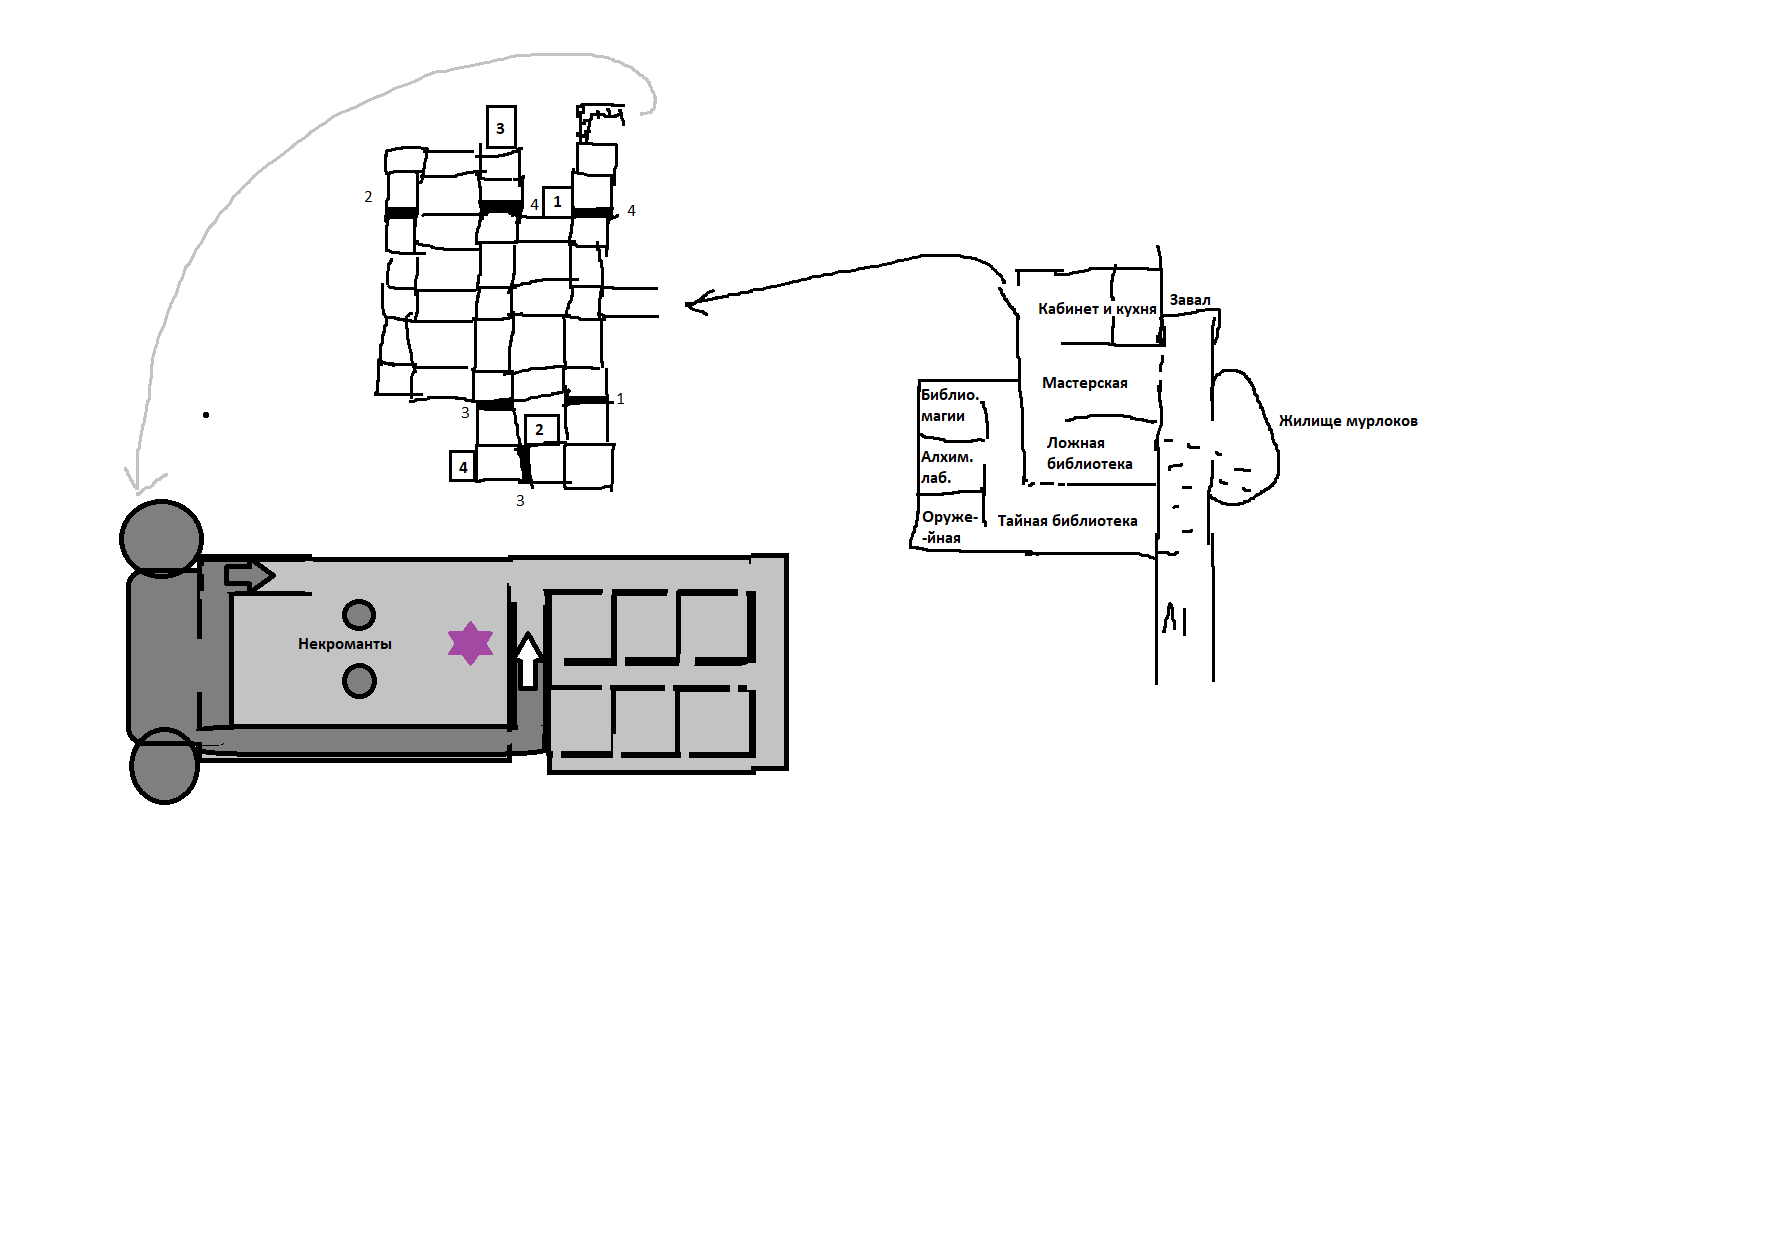 3
2
4
1
4
3
1
2
4
3
Кабинет и кухня
Завал
Мастерская
Библио.
магии
Ложная
библиотека
Жилище мурлоков
Алхим.
лаб.
Оруже-
-йная
Тайная библиотека
Некроманты